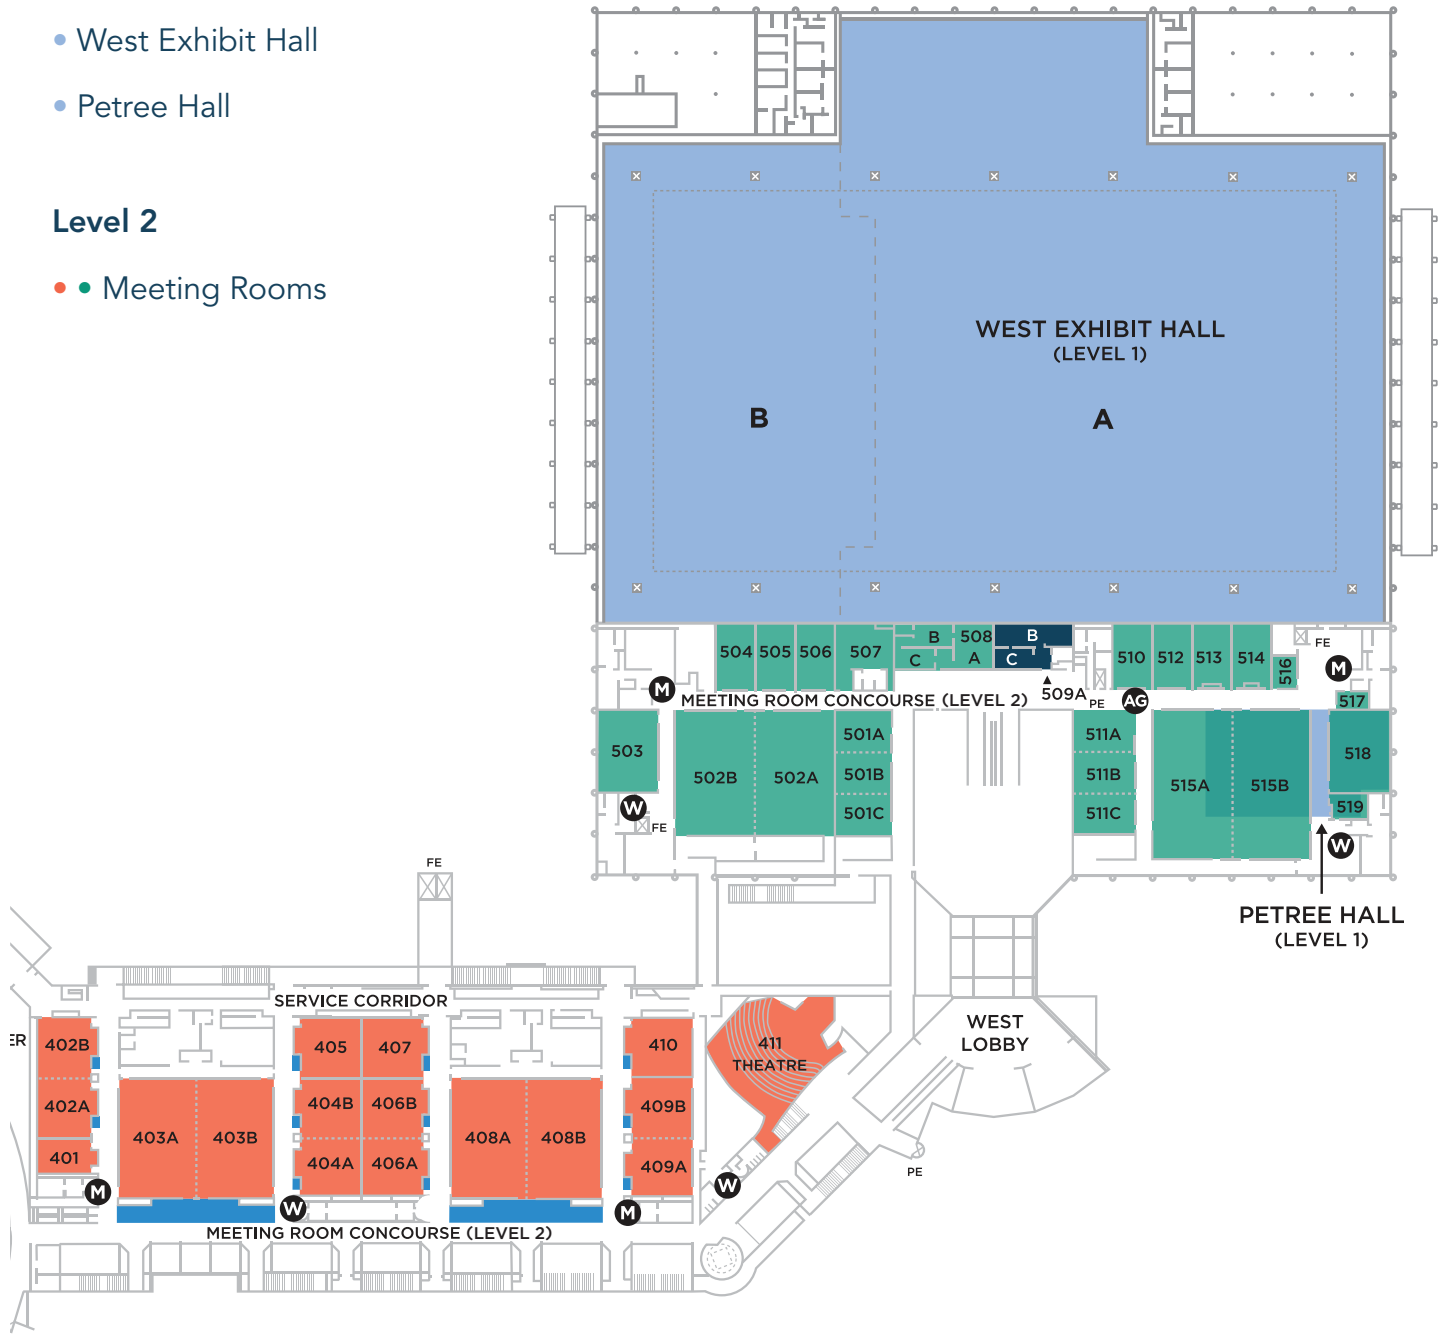 West Exhibit Hall
Petree Hall
Level 2
Meeting Rooms
WEST EXHIBIT HALL
(LEVEL 1)
B
A
504
505
506
507
B
508
C
A
B
C
510
512
513
514
516
FE
M
M
MEETING ROOM CONCOURSE (LEVEL 2)
509A
PE
AG
517
503
502B
502A
501A
501B
501C
511A
511B
511C
515A
515B
518
519
W
FE
W
PETREE HALL
(LEVEL 1)
FE
SERVICE CORRIDOR
ER
402B
402A
401
403A
403B
405
407
404B
406B
404A
406A
408A
408B
410
409B
409A
411
THEATRE
WEST
LOBBY
PE
M
W
M
W
MEETING ROOM CONCOURSE (LEVEL 2)